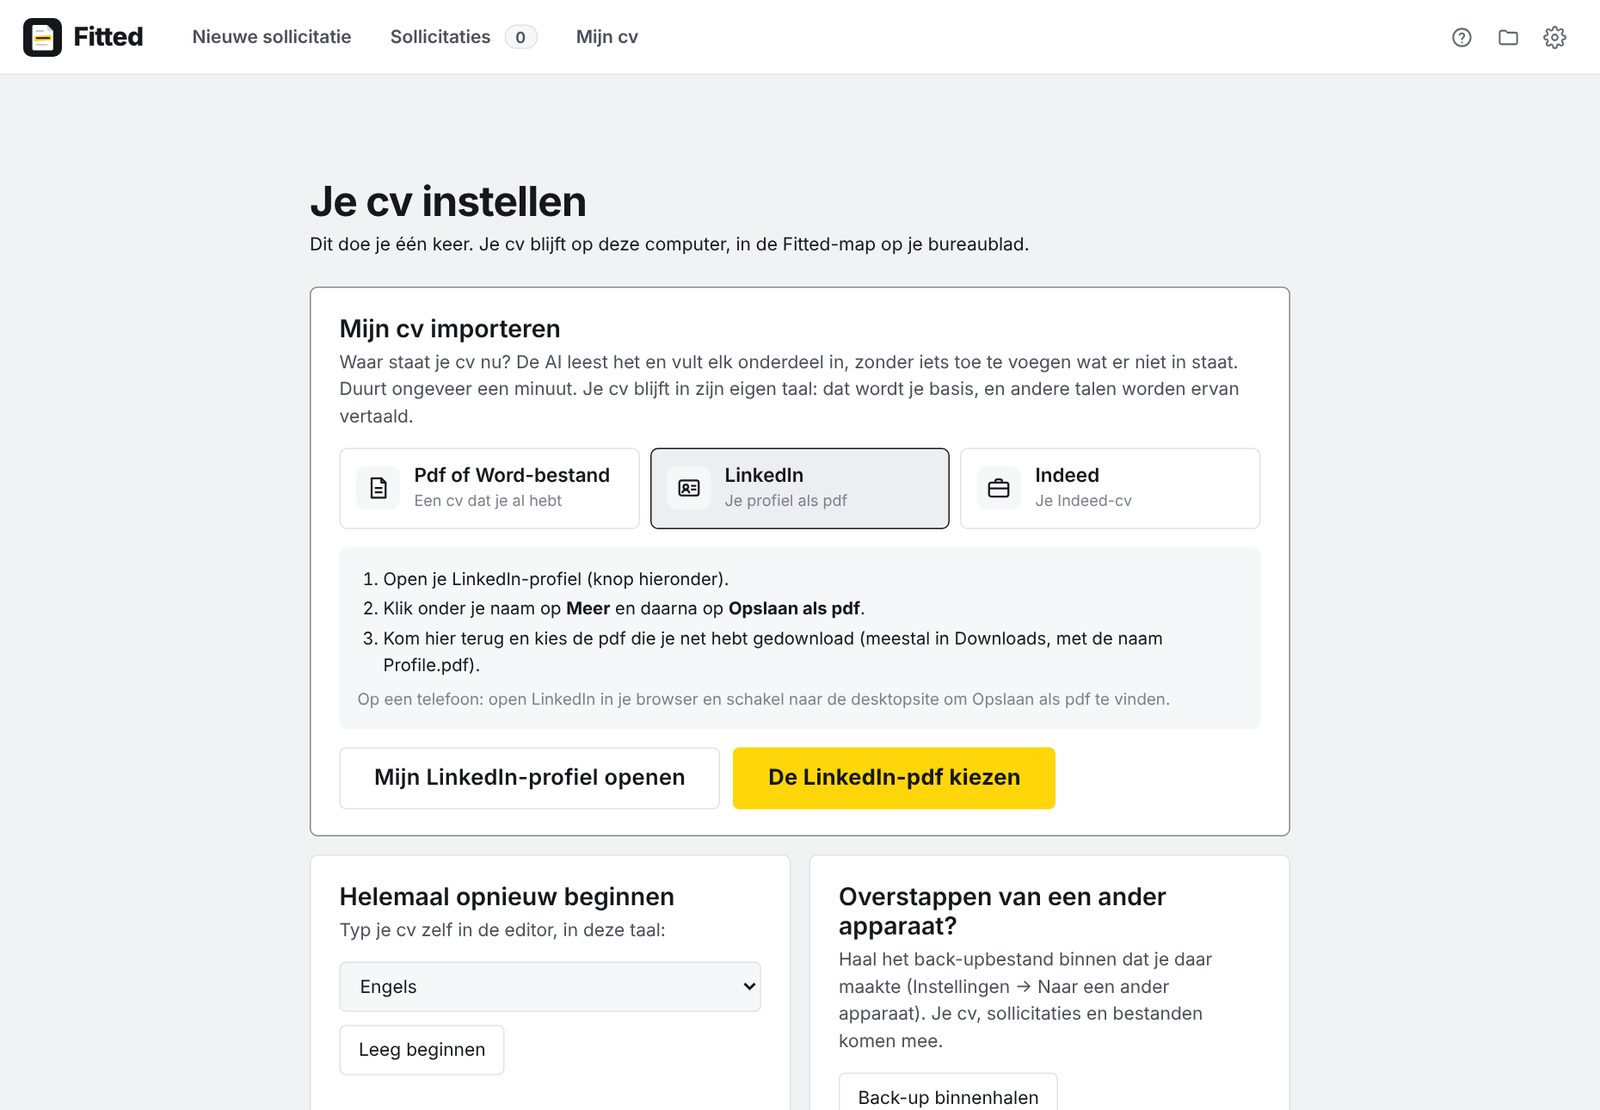 Fitted
Nieuwe sollicitatie
Sollicitaties 0
Mijn cv
Je cv instellen
Dit doe je één keer. Je cv blijft op deze computer, in de Fitted-map op je bureaublad.
Mijn cv importeren
Waar staat je cv nu? De AI leest het en vult elk onderdeel in, zonder iets toe te voegen wat er niet in staat.
Duurt ongeveer een minuut. Je cv blijft in zijn eigen taal: dat wordt je basis, en andere talen worden ervan
vertaald.
Pdf of Word-bestand
Een cv dat je al hebt
LinkedIn
Je profiel als pdf
Indeed
Je Indeed-cv
1. Open je LinkedIn-profiel (knop hieronder).
2. Klik onder je naam op Meer en daarna op Opslaan als pdf.
3. Kom hier terug en kies de pdf die je net hebt gedownload (meestal in Downloads, met de naam
Profile.pdf).
Op een telefoon: open LinkedIn in je browser en schakel naar de desktopsite om Opslaan als pdf te vinden.
Mijn LinkedIn-profiel openen
De LinkedIn-pdf kiezen
Helemaal opnieuw beginnen
Typ je cv zelf in de editor, in deze taal:
Engels
Leeg beginnen
Overstappen van een ander
apparaat?
Haal het back-upbestand binnen dat je daar
maakte (Instellingen → Naar een ander
apparaat). Je cv, sollicitaties en bestanden
komen mee.
Back-up binnenhalen